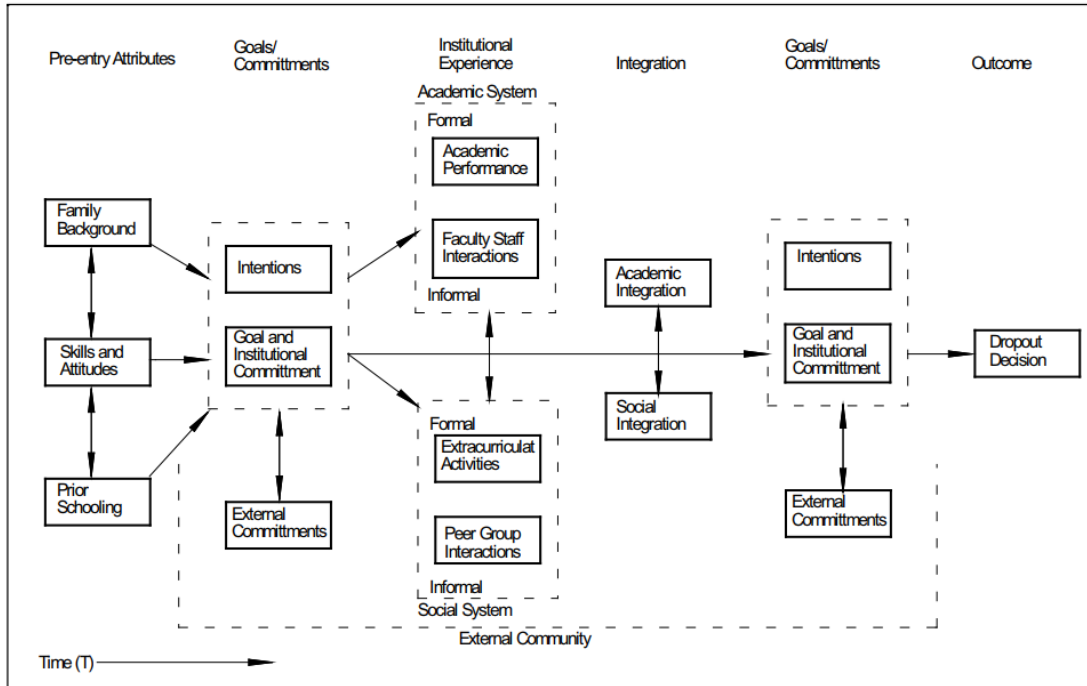 Pre-entry Attributes
Goals/
Committments
Institutional
Experience
Integration
Goals/
Committments
Outcome
Academic System
Formal
Academic
Performance
Faculty Staff
Interactions
Informal
Family
Background
Skills and
Attitudes
Prior
Schooling
Intentions
Goal and
Institutional
Committment
External
Committments
Formal
Extracurriculat
Activities
Peer Group
Interactions
Informal
Social System
Academic
Integration
Social
Integration
Intentions
Goal and
Institutional
Committment
External
Committments
Dropout
Decision
External Community
Time (T)